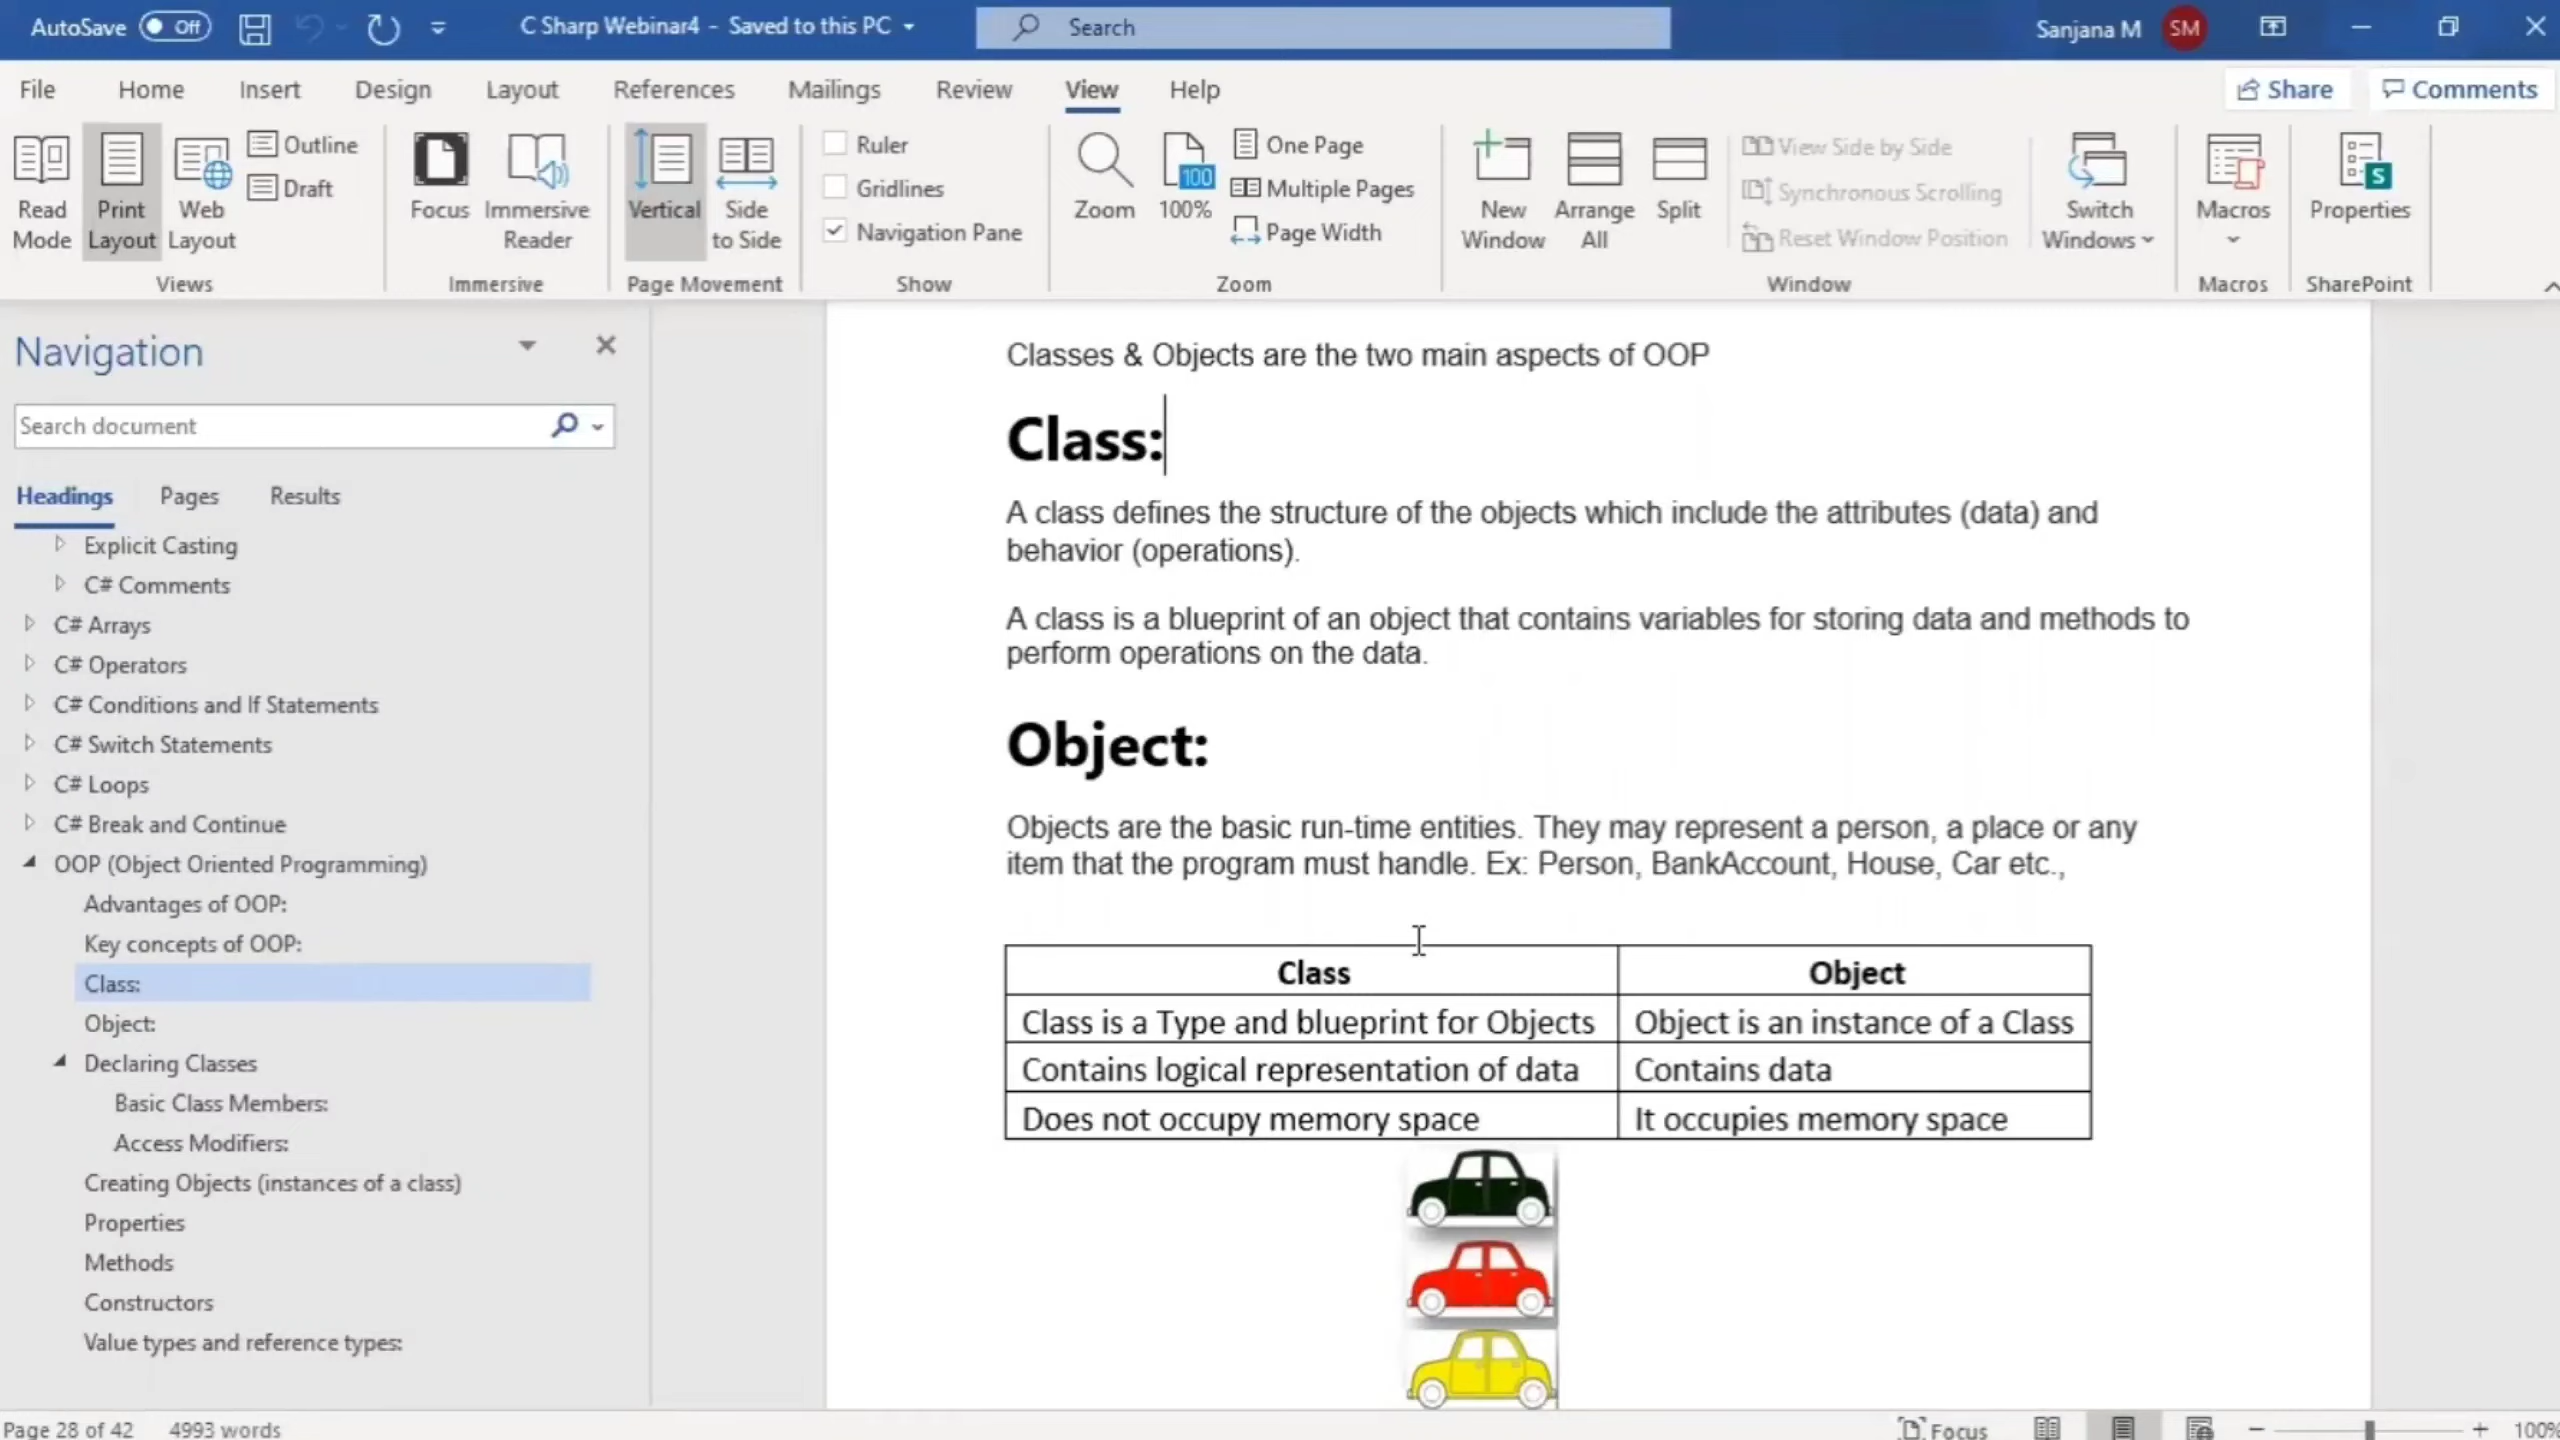 AutoSave Off C Sharp Webinar4 - Saved to this PC Search Sanjana M SM
File Home Insert Design Layout References Mailings Review View Help Share Comments
Read Mode
Print Layout
Web Layout
Outline
Draft
Views
Focus
Immersive Reader
Immersive
Vertical
Side to Side
Page Movement
Ruler
Gridlines
Navigation Pane
Show
Zoom
100
100%
One Page
Multiple Pages
Page Width
Zoom
New Window
Arrange All
Split
View Side by Side
Synchronous Scrolling
Reset Window Position
Switch Windows
Window
Macros
Macros
S
Properties
SharePoint
Navigation
Search document
Headings Pages Results
Explicit Casting
C# Comments
C# Arrays
C# Operators
C# Conditions and If Statements
C# Switch Statements
C# Loops
C# Break and Continue
OOP (Object Oriented Programming)
Advantages of OOP:
Key concepts of OOP:
Class:
Object:
Declaring Classes
Basic Class Members:
Access Modifiers:
Creating Objects (instances of a class)
Properties
Methods
Constructors
Value types and reference types:
Classes & Objects are the two main aspects of OOP
Class:
A class defines the structure of the objects which include the attributes (data) and
behavior (operations).
A class is a blueprint of an object that contains variables for storing data and methods to
perform operations on the data.
Object:
Objects are the basic run-time entities. They may represent a person, a place or any
item that the program must handle. Ex: Person, BankAccount, House, Car etc.,
Class Object
Class is a Type and blueprint for Objects Object is an instance of a Class
Contains logical representation of data Contains data
Does not occupy memory space It occupies memory space
Page 28 of 42 4993 words Focus 100%